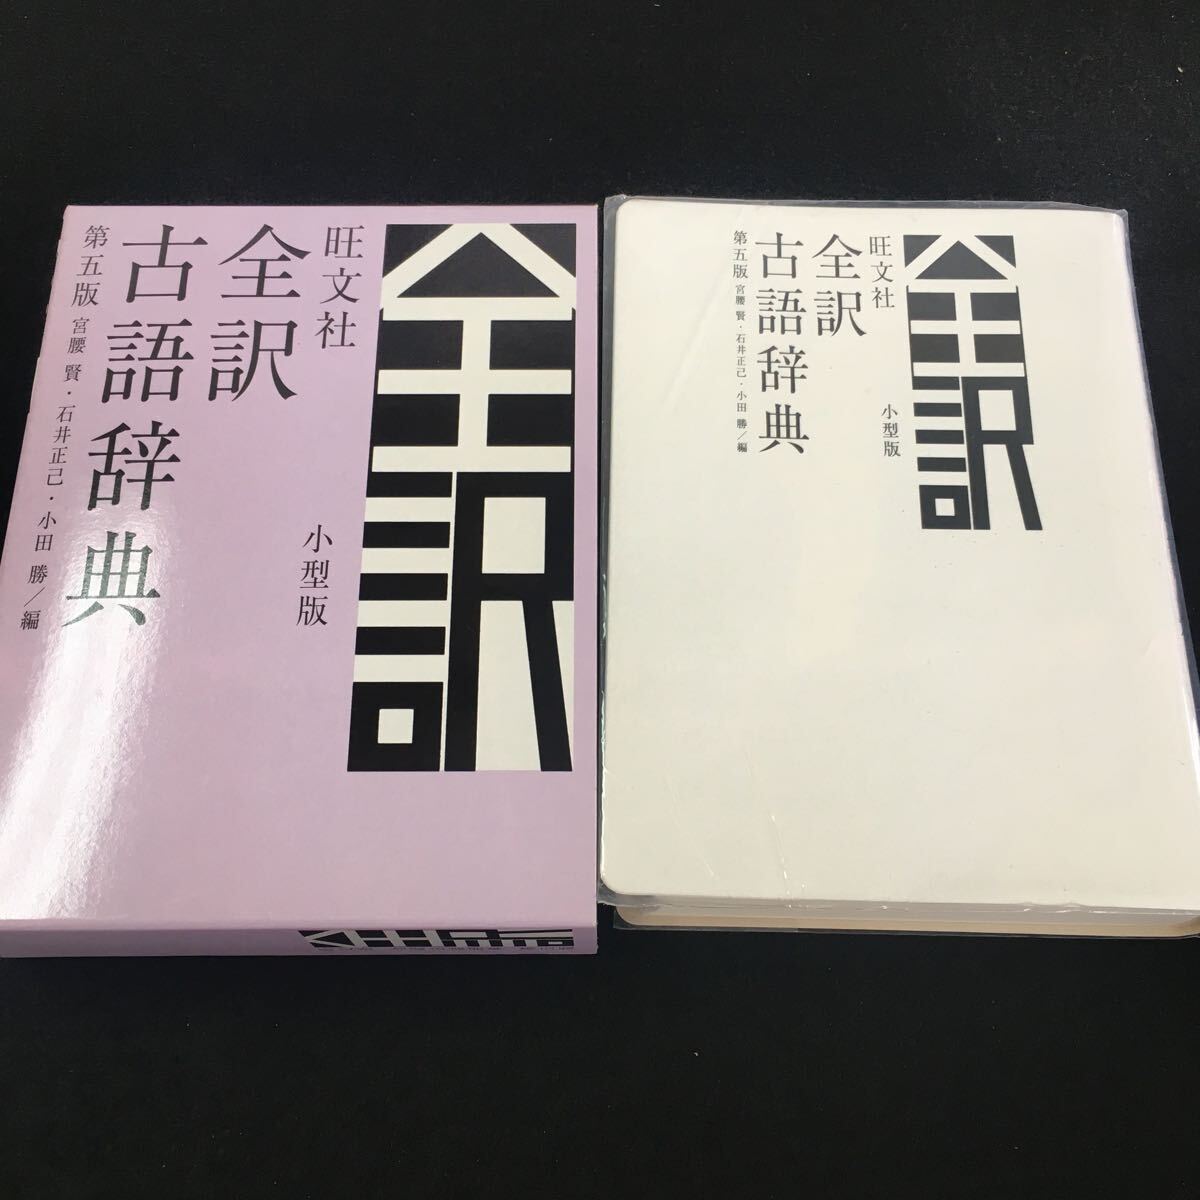 全訳
旺文社
小型版
全訳
古語辞典
第五版 宮腰 賢・石井正己・小田 勝/編
全訳
旺文社
小型版
全訳
古語辞典
第五版 宮腰 賢・石井正己・小田 勝/編